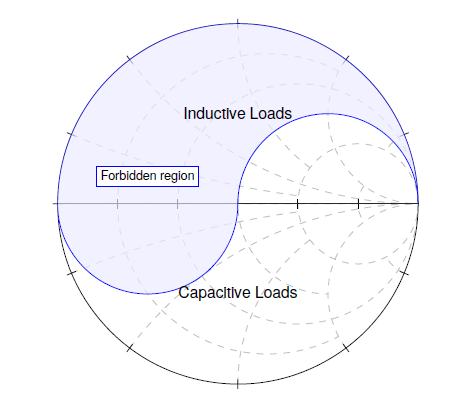 Inductive Loads
Forbidden region
Capacitive Loads